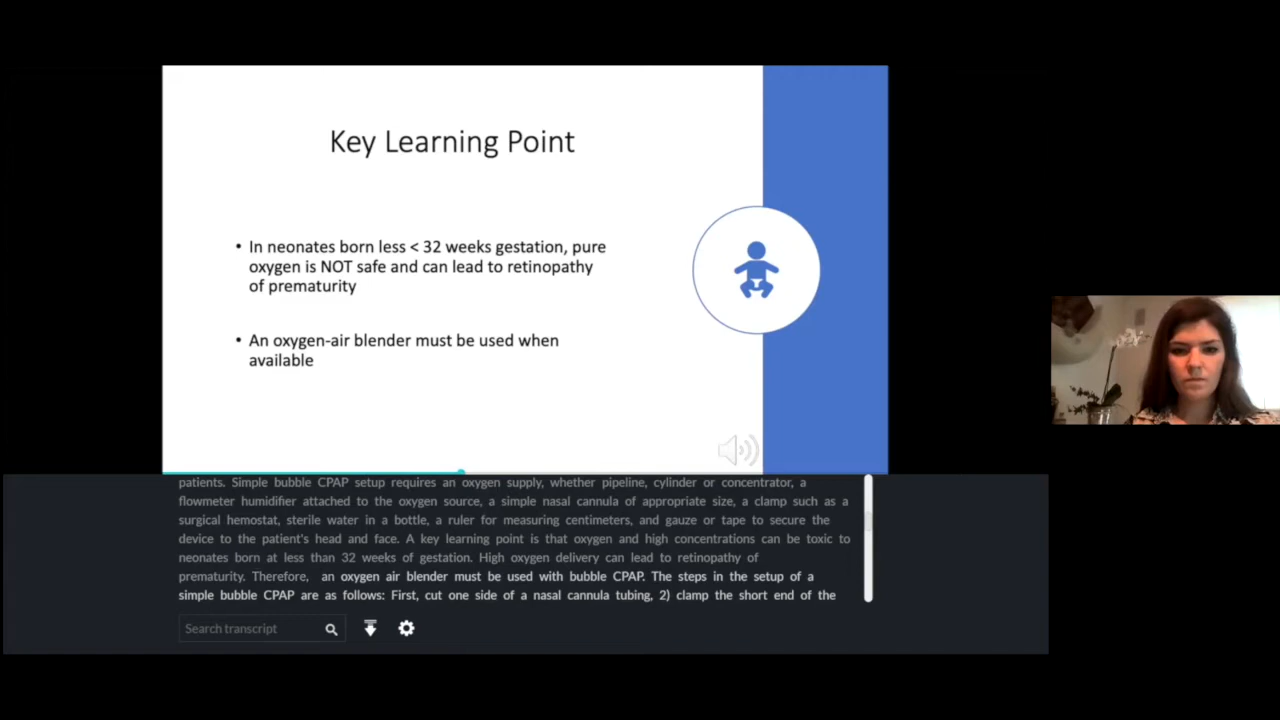 Key Learning Point
• In neonates born less < 32 weeks gestation, pure
oxygen is NOT safe and can lead to retinopathy
of prematurity
• An oxygen-air blender must be used when
available
patients. Simple bubble CPAP setup requires an oxygen supply, whether pipeline, cylinder or concentrator, a
flowmeter humidifier attached to the oxygen source, a simple nasal cannula of appropriate size, a clamp such as a
surgical hemostat, sterile water in a bottle, a ruler for measuring centimeters, and gauze or tape to secure the
device to the patient's head and face. A key learning point is that oxygen and high concentrations can be toxic to
neonates born at less than 32 weeks of gestation. High oxygen delivery can lead to retinopathy of
prematurity. Therefore, an oxygen air blender must be used with bubble CPAP. The steps in the setup of a
simple bubble CPAP are as follows: First, cut one side of a nasal cannula tubing, 2) clamp the short end of the
Search transcript